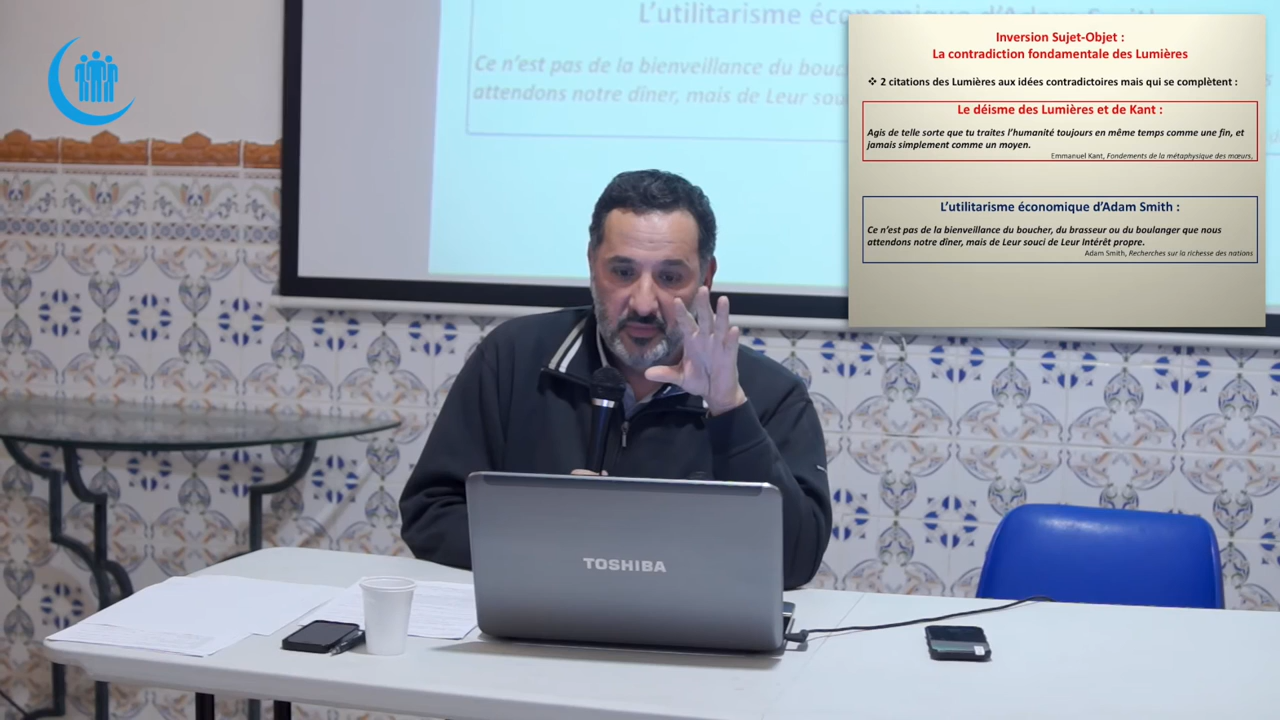 L'utilitarisme économique d'Adam Smith
Ce n'est pas de la bienveillance du bouc
attendons notre dîner, mais de Leur souci
Inversion Sujet-Objet :
La contradiction fondamentale des Lumières
❖ 2 citations des Lumières aux idées contradictoires mais qui se complètent :
Le déisme des Lumières et de Kant :
Agis de telle sorte que tu traites l'humanité toujours en même temps comme une fin, et
jamais simplement comme un moyen.
Emmanuel Kant, Fondements de la métaphysique des mœurs,
L'utilitarisme économique d'Adam Smith :
Ce n'est pas de la bienveillance du boucher, du brasseur ou du boulanger que nous
attendons notre dîner, mais de Leur souci de Leur Intérêt propre.
Adam Smith, Recherches sur la richesse des nations
TOSHIBA